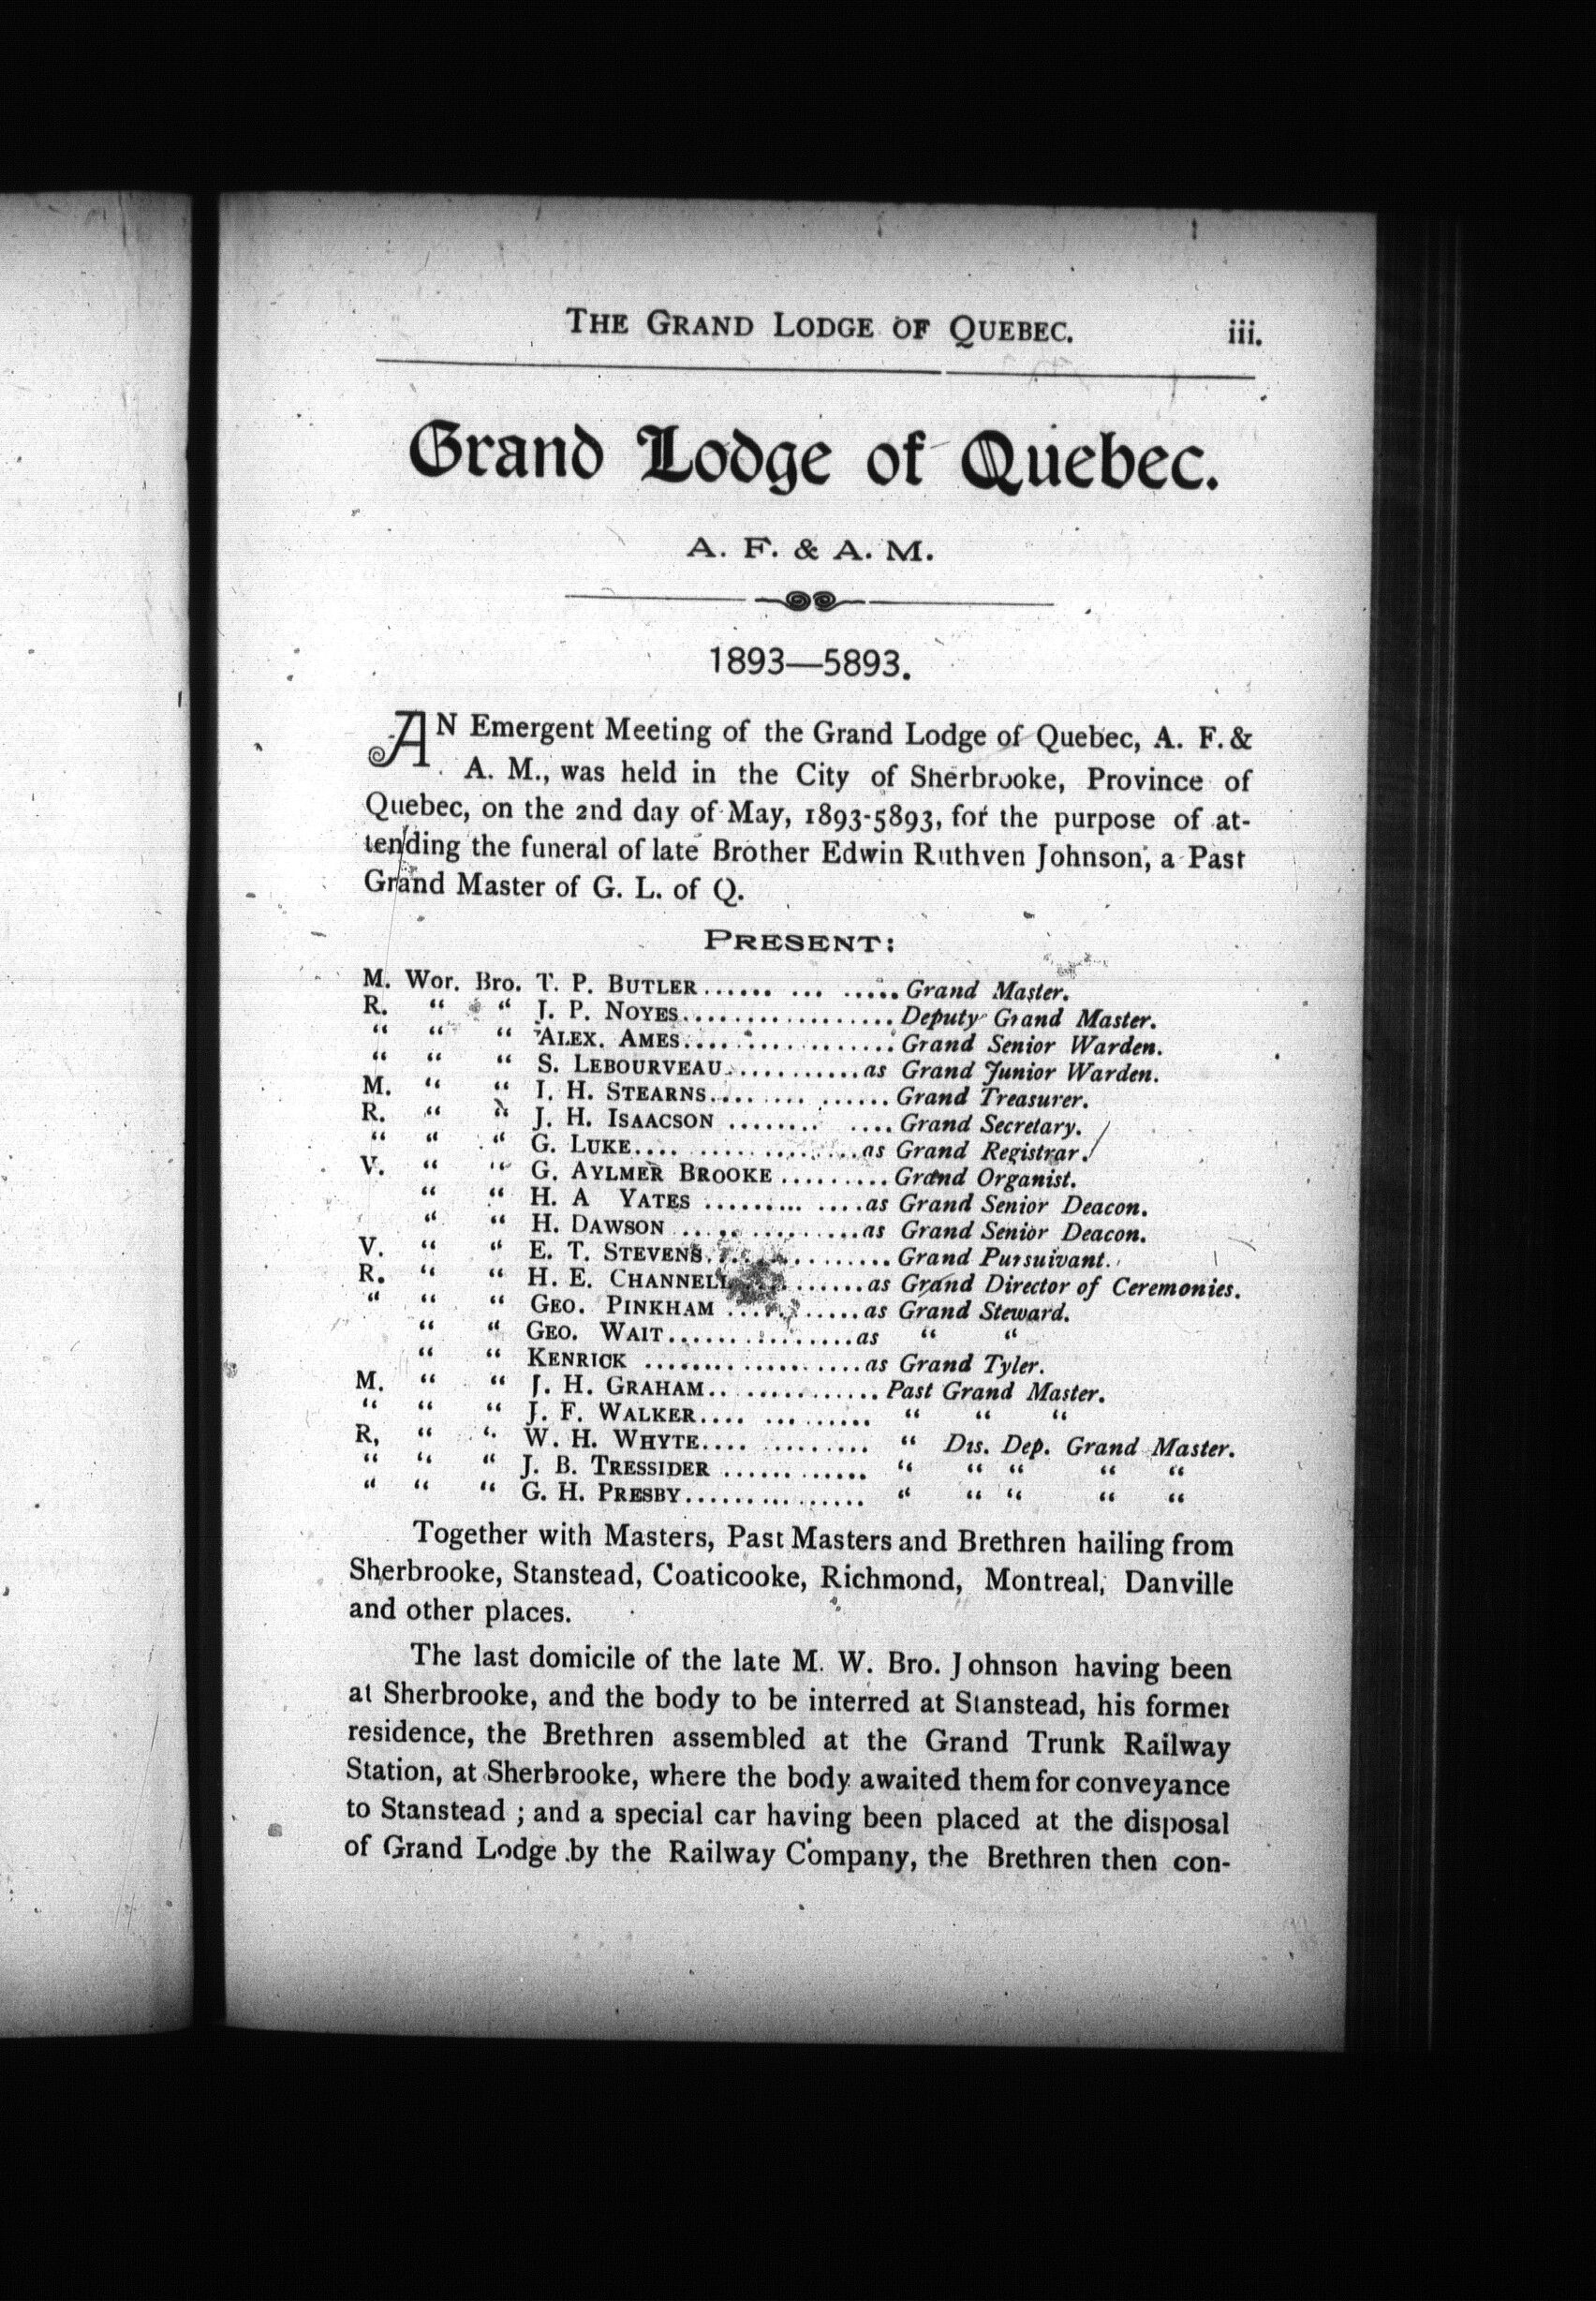 THE GRAND LODGE OF QUEBEC. iii.
Grand Lodge of Quebec.
A. F. & A. M.
1893—5893.
AN Emergent Meeting of the Grand Lodge of Quebec, A. F. &
A. M., was held in the City of Sherbrooke, Province of
Quebec, on the 2nd day of May, 1893-5893, for the purpose of at-
tending the funeral of late Brother Edwin Ruthven Johnson, a Past
Grand Master of G. L. of Q.
PRESENT:
M. Wor. Bro. T. P. BUTLER...... ... ..... Grand Master.
R. " " J. P. NOYES.................. Deputy Grand Master.
" " " ALEX. AMES.................. Grand Senior Warden.
" " " S. LEBOURVEAU............as Grand Junior Warden.
M. " " I. H. STEARNS......... ...... Grand Treasurer.
R. " " J. H. ISAACSON ........ .... Grand Secretary.
" " " G. LUKE.... ..............as Grand Registrar.
V. " " G. AYLMER BROOKE ......... Grand Organist.
" " H. A YATES ......... ....as Grand Senior Deacon.
" " H. DAWSON ................as Grand Senior Deacon.
V. " " E. T. STEVENS............... Grand Pursuivant.
R. " " H. E. CHANNELL...........as Grand Director of Ceremonies.
" " " GEO. PINKHAM ............as Grand Steward.
" " GEO. WAIT................as " "
" " KENRICK ..................as Grand Tyler.
M. " " J. H. GRAHAM.. ............ Past Grand Master.
" " " J. F. WALKER.... .......... " " "
R, " " W. H. WHYTE.... ......... " Dis. Dep. Grand Master.
" " " J. B. TRESSIDER ............. " " " " "
" " " G. H. PRESBY................ " " " " "
Together with Masters, Past Masters and Brethren hailing from
Sherbrooke, Stanstead, Coaticooke, Richmond, Montreal, Danville
and other places.
The last domicile of the late M. W. Bro. Johnson having been
at Sherbrooke, and the body to be interred at Stanstead, his former
residence, the Brethren assembled at the Grand Trunk Railway
Station, at Sherbrooke, where the body awaited them for conveyance
to Stanstead ; and a special car having been placed at the disposal
of Grand Lodge by the Railway Company, the Brethren then con-